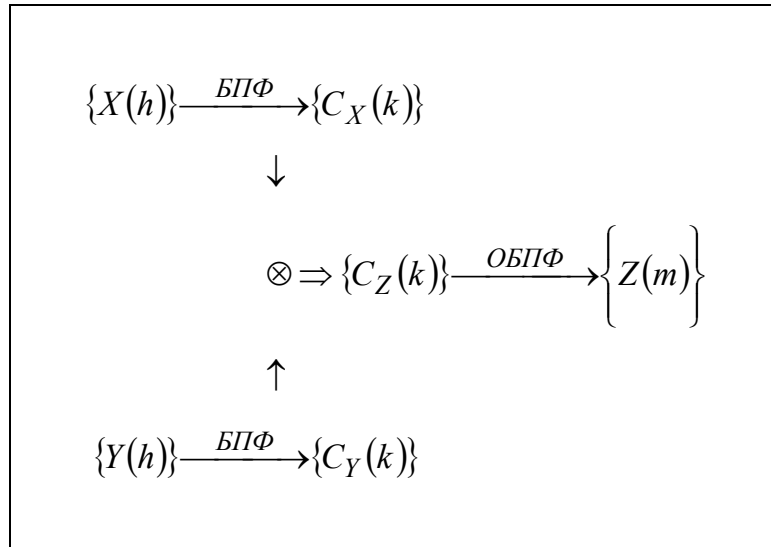 {X(h)} —БПФ→ {C_X(k)}
↓
⊗ ⇒ {C_Z(k)} —ОБПФ→ {Z(m)}
↑
{Y(h)} —БПФ→ {C_Y(k)}